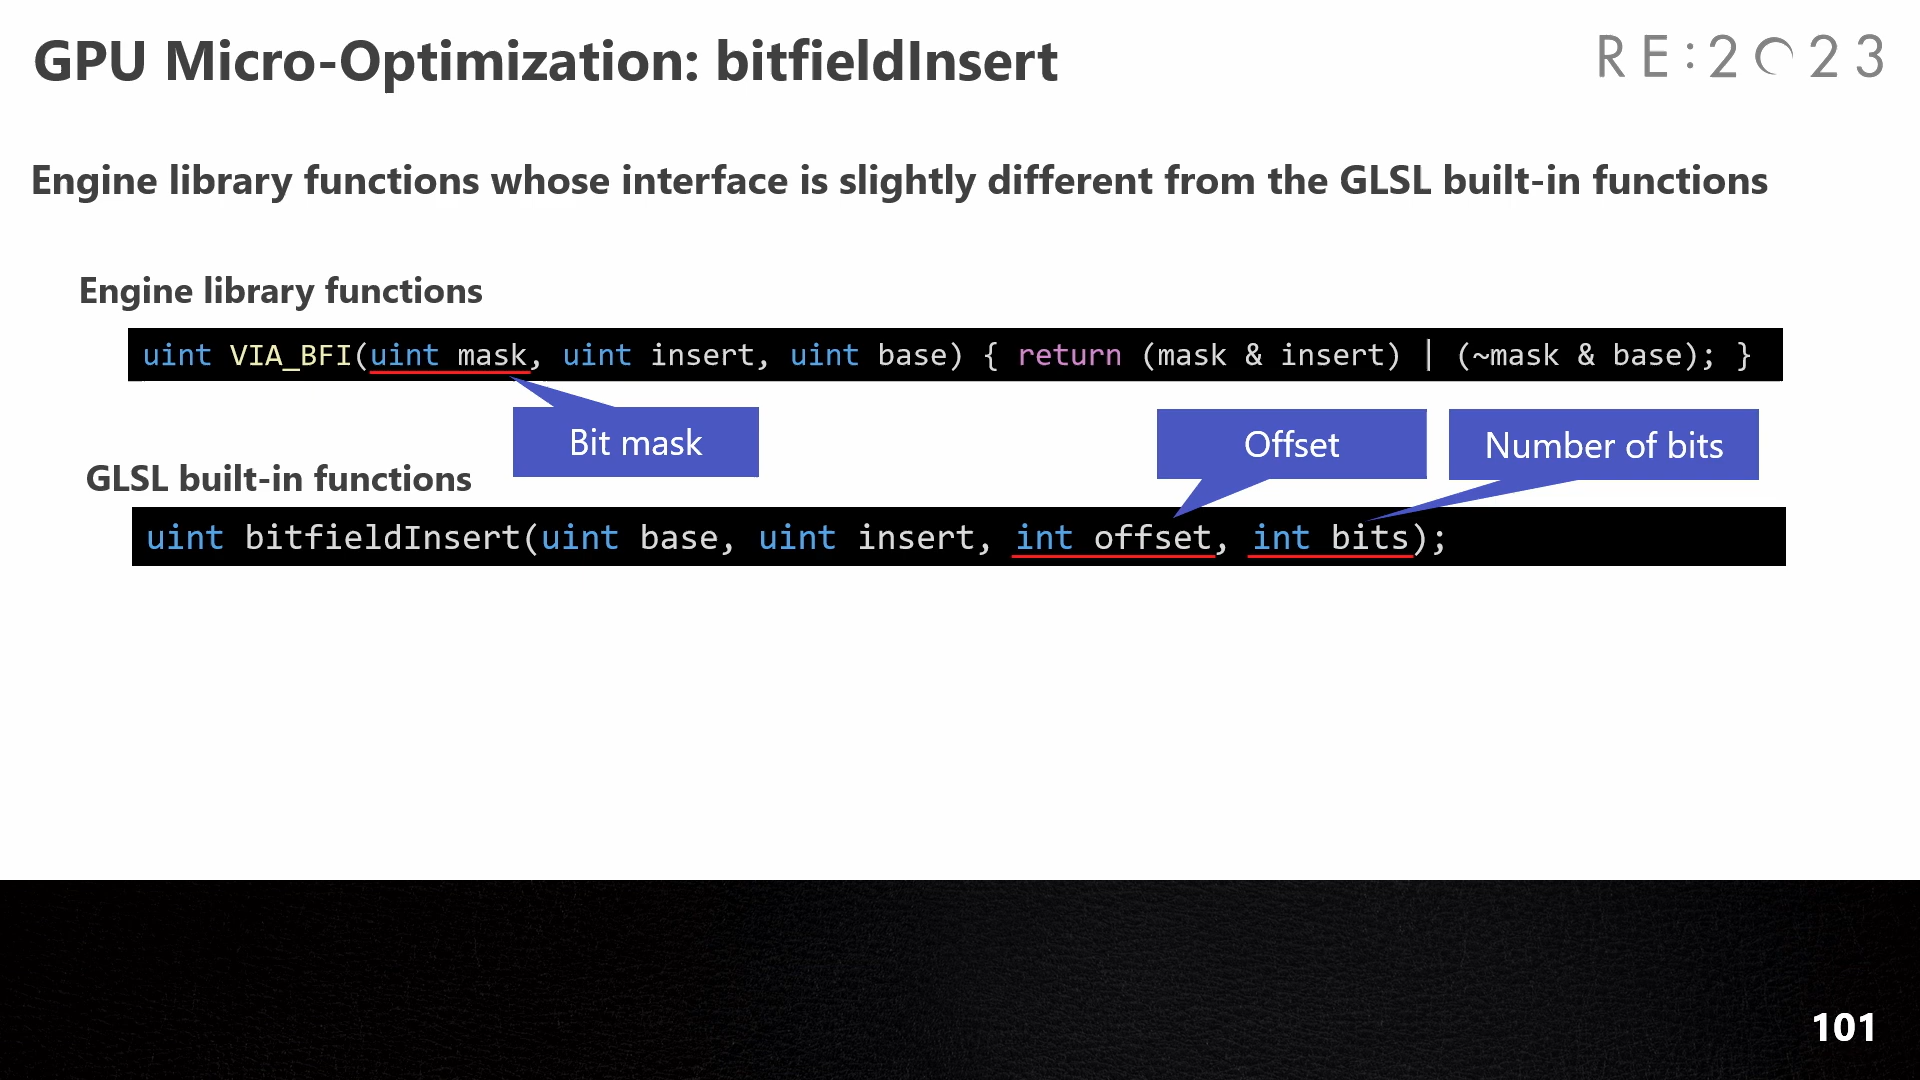 GPU Micro-Optimization: bitfieldInsert
RE:2023
Engine library functions whose interface is slightly different from the GLSL built-in functions
Engine library functions
uint VIA_BFI(uint mask, uint insert, uint base) { return (mask & insert) | (~mask & base); }
Bit mask
Offset
Number of bits
GLSL built-in functions
uint bitfieldInsert(uint base, uint insert, int offset, int bits);
101